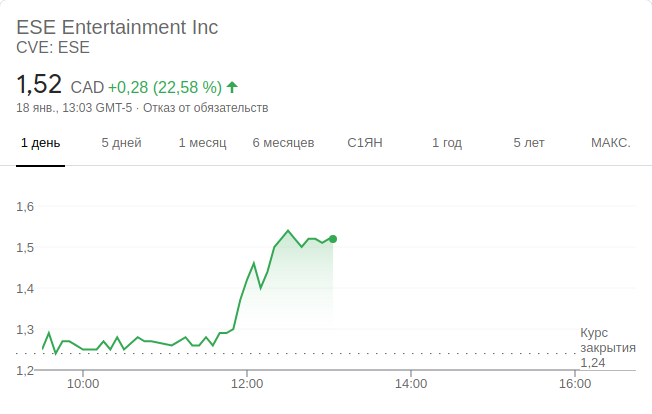 ESE Entertainment Inc
CVE: ESE
1,52 CAD +0,28 (22,58 %)
18 янв., 13:03 GMT-5 · Отказ от обязательств
1 день 5 дней 1 месяц 6 месяцев С1ЯН 1 год 5 лет МАКС.
1,6
1,5
1,4
1,3
1,2
Курс
закрытия
1,24
10:00 12:00 14:00 16:00